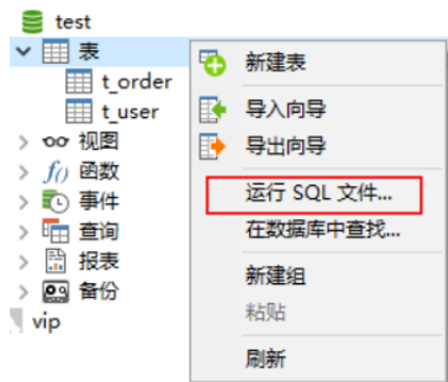 test
表
t_order
t_user
视图
f() 函数
事件
查询
报表
备份
vip
新建表
导入向导
导出向导
运行 SQL 文件...
在数据库中查找...
新建组
粘贴
刷新